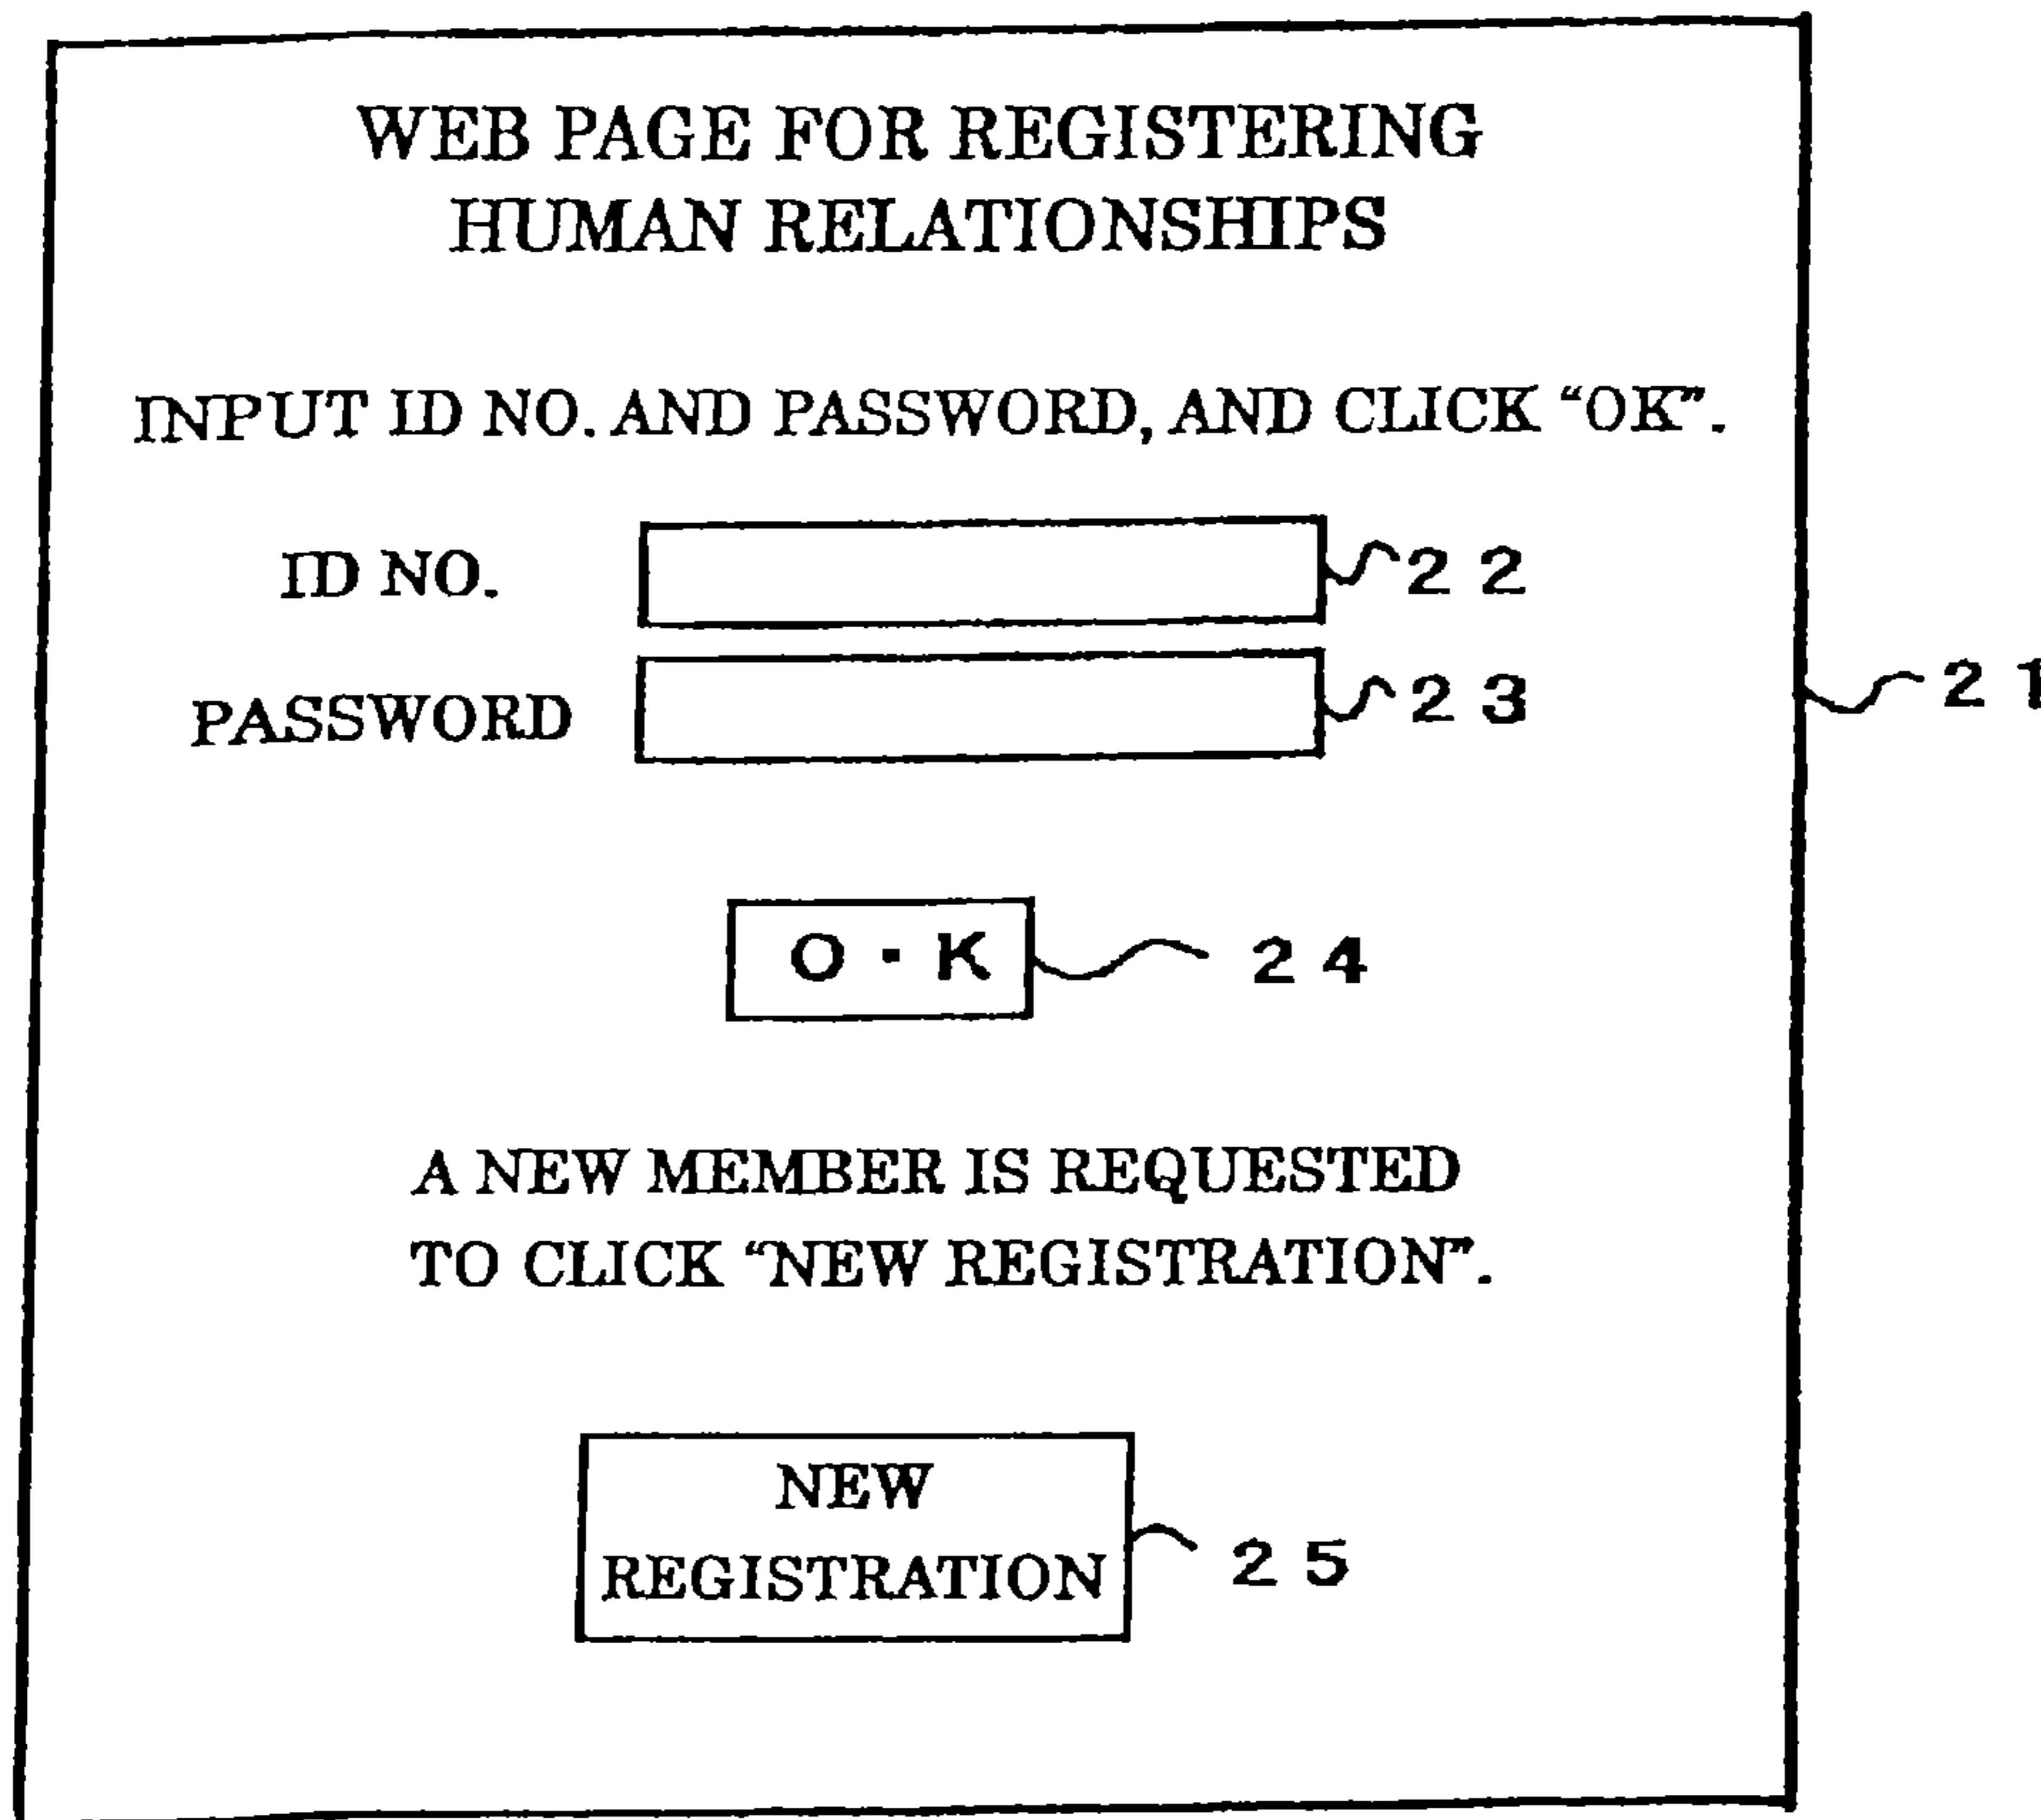 WEB PAGE FOR REGISTERING
HUMAN RELATIONSHIPS
INPUT ID NO. AND PASSWORD, AND CLICK “OK”.
ID NO. 22
PASSWORD 23
21
O・K 24
A NEW MEMBER IS REQUESTED
TO CLICK “NEW REGISTRATION”.
NEW
REGISTRATION 25